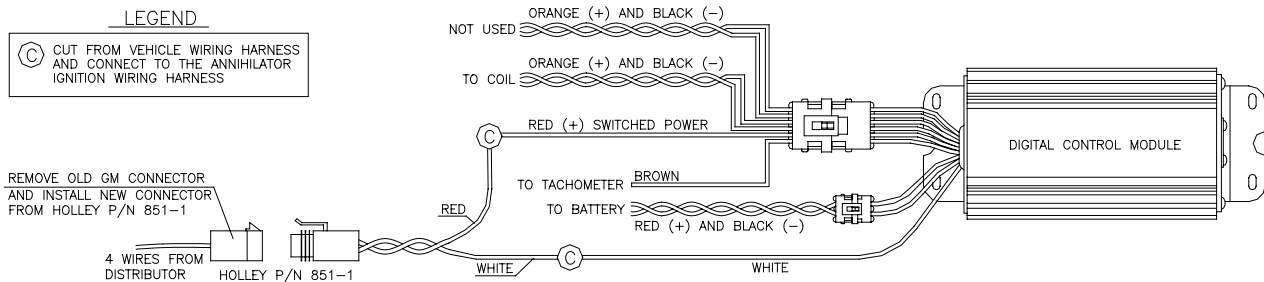 LEGEND
C
CUT FROM VEHICLE WIRING HARNESS
AND CONNECT TO THE ANNIHILATOR
IGNITION WIRING HARNESS
ORANGE (+) AND BLACK (−)
NOT USED
ORANGE (+) AND BLACK (−)
TO COIL
C
RED (+) SWITCHED POWER
DIGITAL CONTROL MODULE
REMOVE OLD GM CONNECTOR
AND INSTALL NEW CONNECTOR
FROM HOLLEY P/N 851−1
TO TACHOMETER
BROWN
RED
TO BATTERY
RED (+) AND BLACK (−)
4 WIRES FROM
DISTRIBUTOR
HOLLEY P/N 851−1
WHITE
C
WHITE